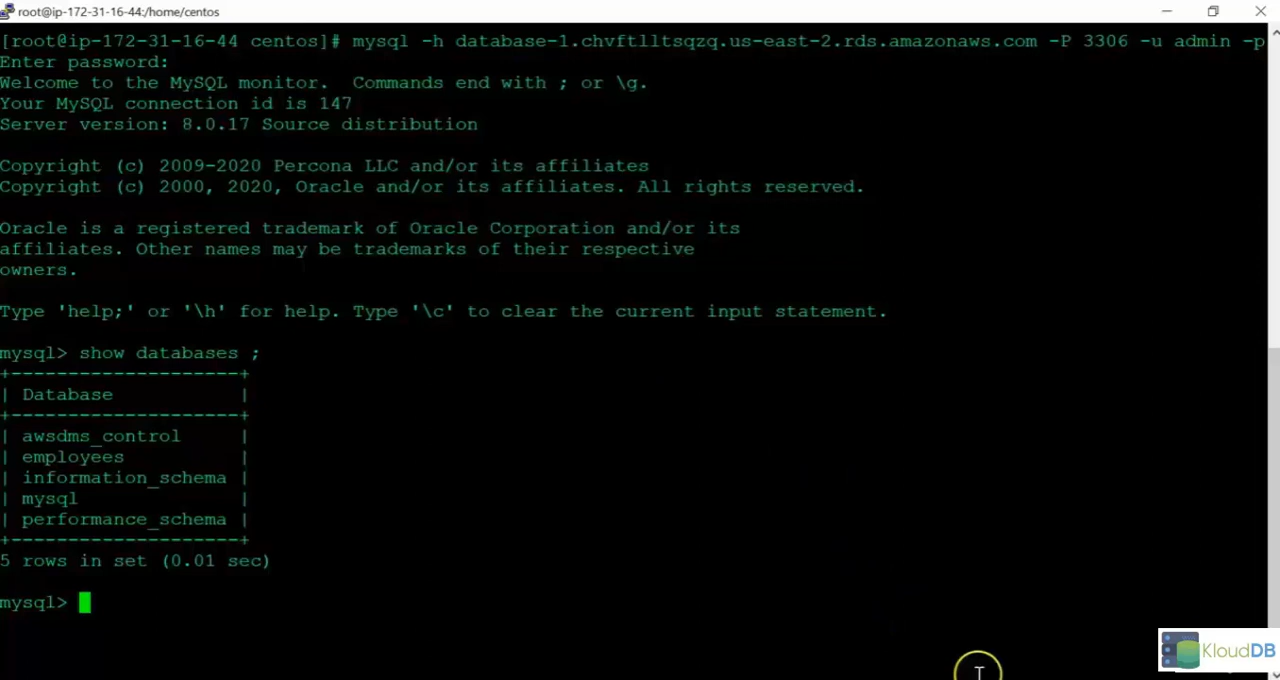 root@ip-172-31-16-44:/home/centos
[root@ip-172-31-16-44 centos]# mysql -h database-1.chvftlltsqzq.us-east-2.rds.amazonaws.com -P 3306 -u admin -p
Enter password:
Welcome to the MySQL monitor.  Commands end with ; or \g.
Your MySQL connection id is 147
Server version: 8.0.17 Source distribution
Copyright (c) 2009-2020 Percona LLC and/or its affiliates
Copyright (c) 2000, 2020, Oracle and/or its affiliates. All rights reserved.
Oracle is a registered trademark of Oracle Corporation and/or its
affiliates. Other names may be trademarks of their respective
owners.
Type 'help;' or '\h' for help. Type '\c' to clear the current input statement.
mysql> show databases ;
+--------------------+
| Database           |
+--------------------+
| awsdms_control     |
| employees          |
| information_schema |
| mysql              |
| performance_schema |
+--------------------+
5 rows in set (0.01 sec)
mysql>
KloudDB